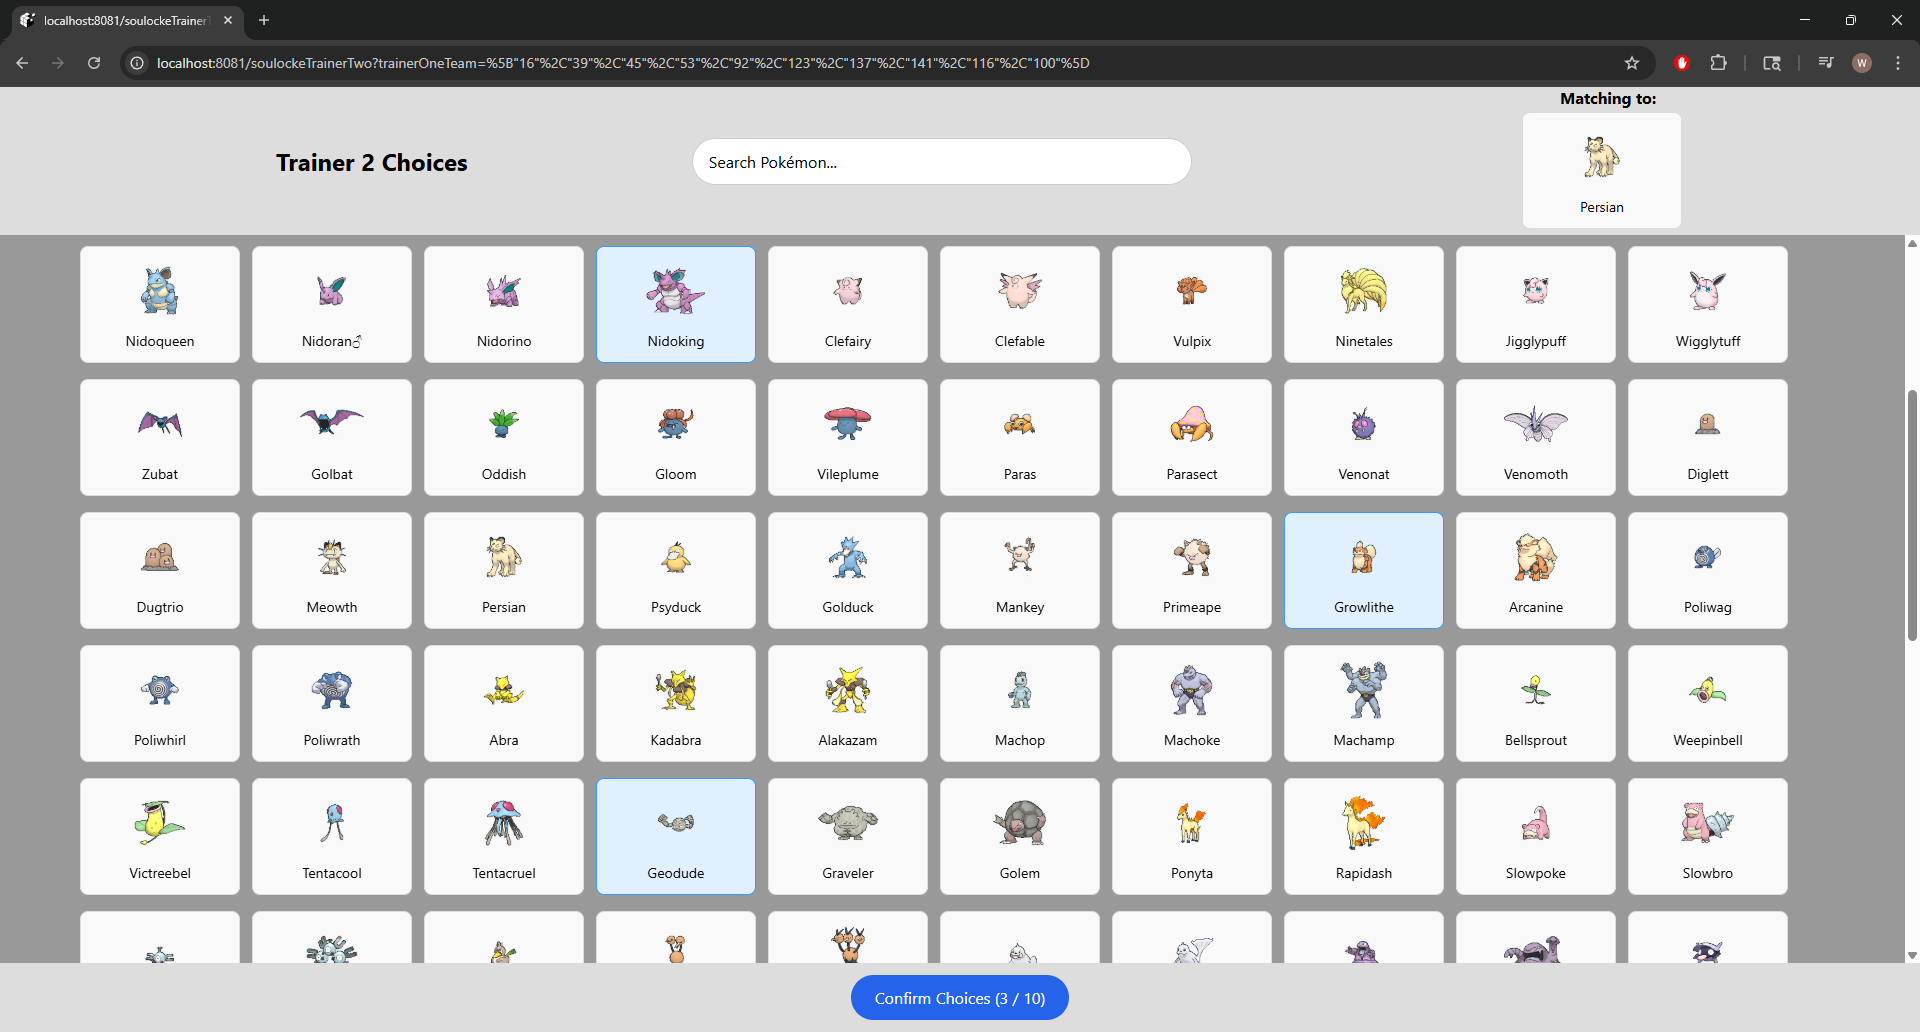 localhost:8081/soulockeTrainerT
localhost:8081/soulockeTrainerTwo?trainerOneTeam=%5B"16"%2C"39"%2C"45"%2C"53"%2C"92"%2C"123"%2C"137"%2C"141"%2C"116"%2C"100"%5D
W
Matching to:
Trainer 2 Choices
Search Pokémon...
Persian
Nidoqueen Nidoran♂ Nidorino Nidoking Clefairy Clefable Vulpix Ninetales Jigglypuff Wigglytuff
Zubat Golbat Oddish Gloom Vileplume Paras Parasect Venonat Venomoth Diglett
Dugtrio Meowth Persian Psyduck Golduck Mankey Primeape Growlithe Arcanine Poliwag
Poliwhirl Poliwrath Abra Kadabra Alakazam Machop Machoke Machamp Bellsprout Weepinbell
Victreebel Tentacool Tentacruel Geodude Graveler Golem Ponyta Rapidash Slowpoke Slowbro
Confirm Choices (3 / 10)